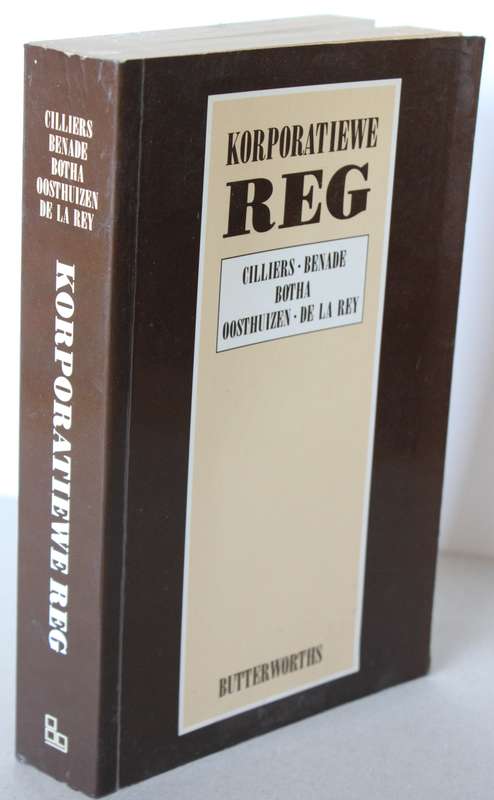 CILLIERS
BENADE
BOTHA
OOSTHUIZEN
DE LA REY
KORPORATIEWE REG
KORPORATIEWE
REG
CILLIERS · BENADE
BOTHA
OOSTHUIZEN · DE LA REY
BUTTERWORTHS